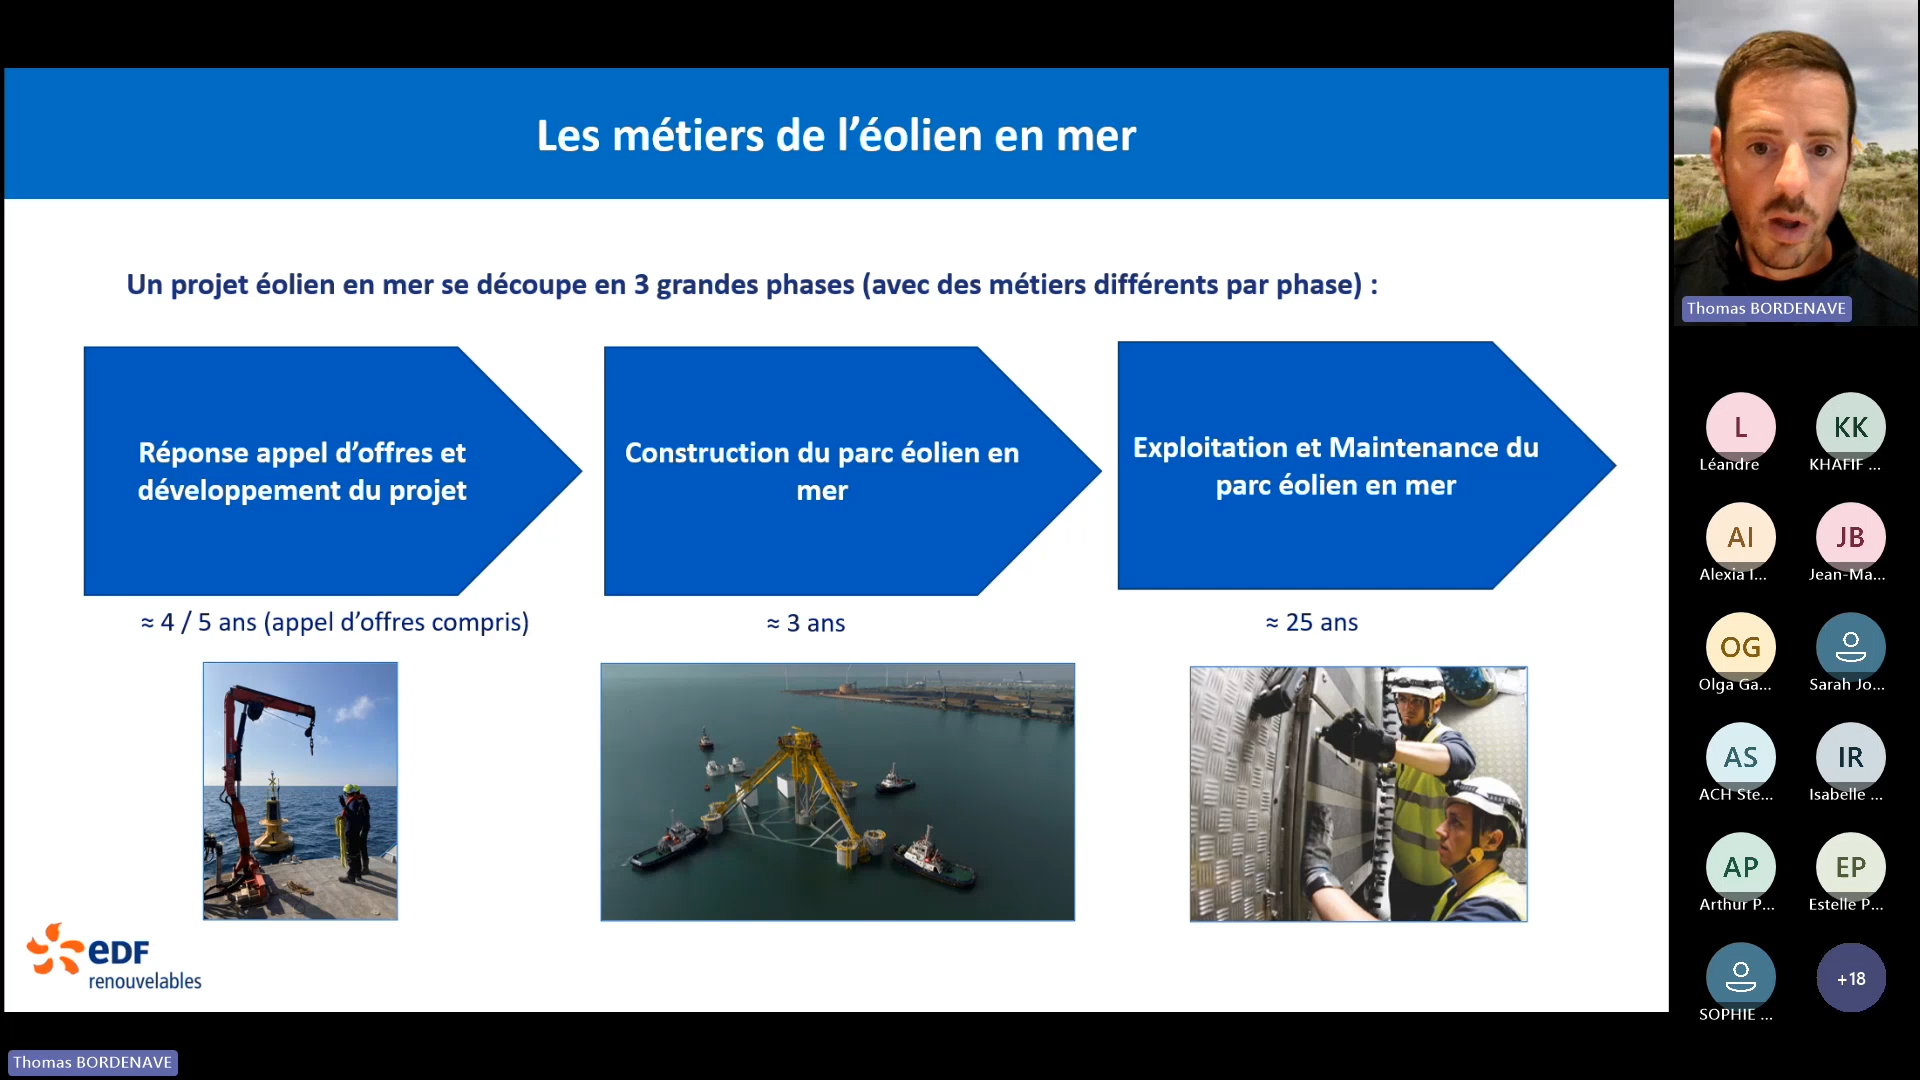 Les métiers de l'éolien en mer
Un projet éolien en mer se découpe en 3 grandes phases (avec des métiers différents par phase) :
Réponse appel d'offres et
développement du projet
≈ 4 / 5 ans (appel d'offres compris)
Construction du parc éolien en
mer
≈ 3 ans
Exploitation et Maintenance du
parc éolien en mer
≈ 25 ans
eDF
renouvelables
Thomas BORDENAVE
Thomas BORDENAVE
L
Léandre
KK
KHAFIF ...
AI
Alexia I...
JB
Jean-Ma...
OG
Olga Ga...
Sarah Jo...
AS
ACH Ste...
IR
Isabelle ...
AP
Arthur P...
EP
Estelle P...
SOPHIE ...
+18